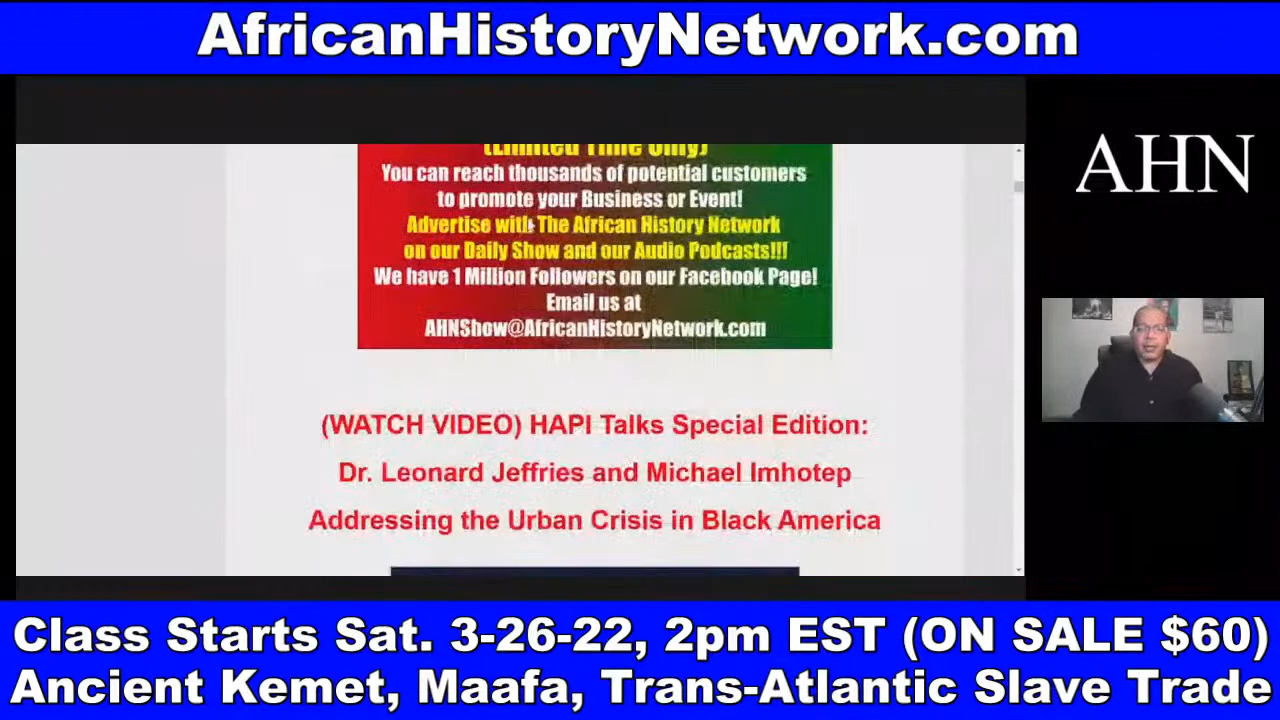 AfricanHistoryNetwork.com
AHN
(Limited Time Only)
You can reach thousands of potential customers
to promote your Business or Event!
Advertise with The African History Network
on our Daily Show and our Audio Podcasts!!!
We have 1 Million Followers on our Facebook Page!
Email us at
AHNShow@AfricanHistoryNetwork.com
(WATCH VIDEO) HAPI Talks Special Edition:
Dr. Leonard Jeffries and Michael Imhotep
Addressing the Urban Crisis in Black America
Class Starts Sat. 3-26-22, 2pm EST (ON SALE $60)
Ancient Kemet, Maafa, Trans-Atlantic Slave Trade